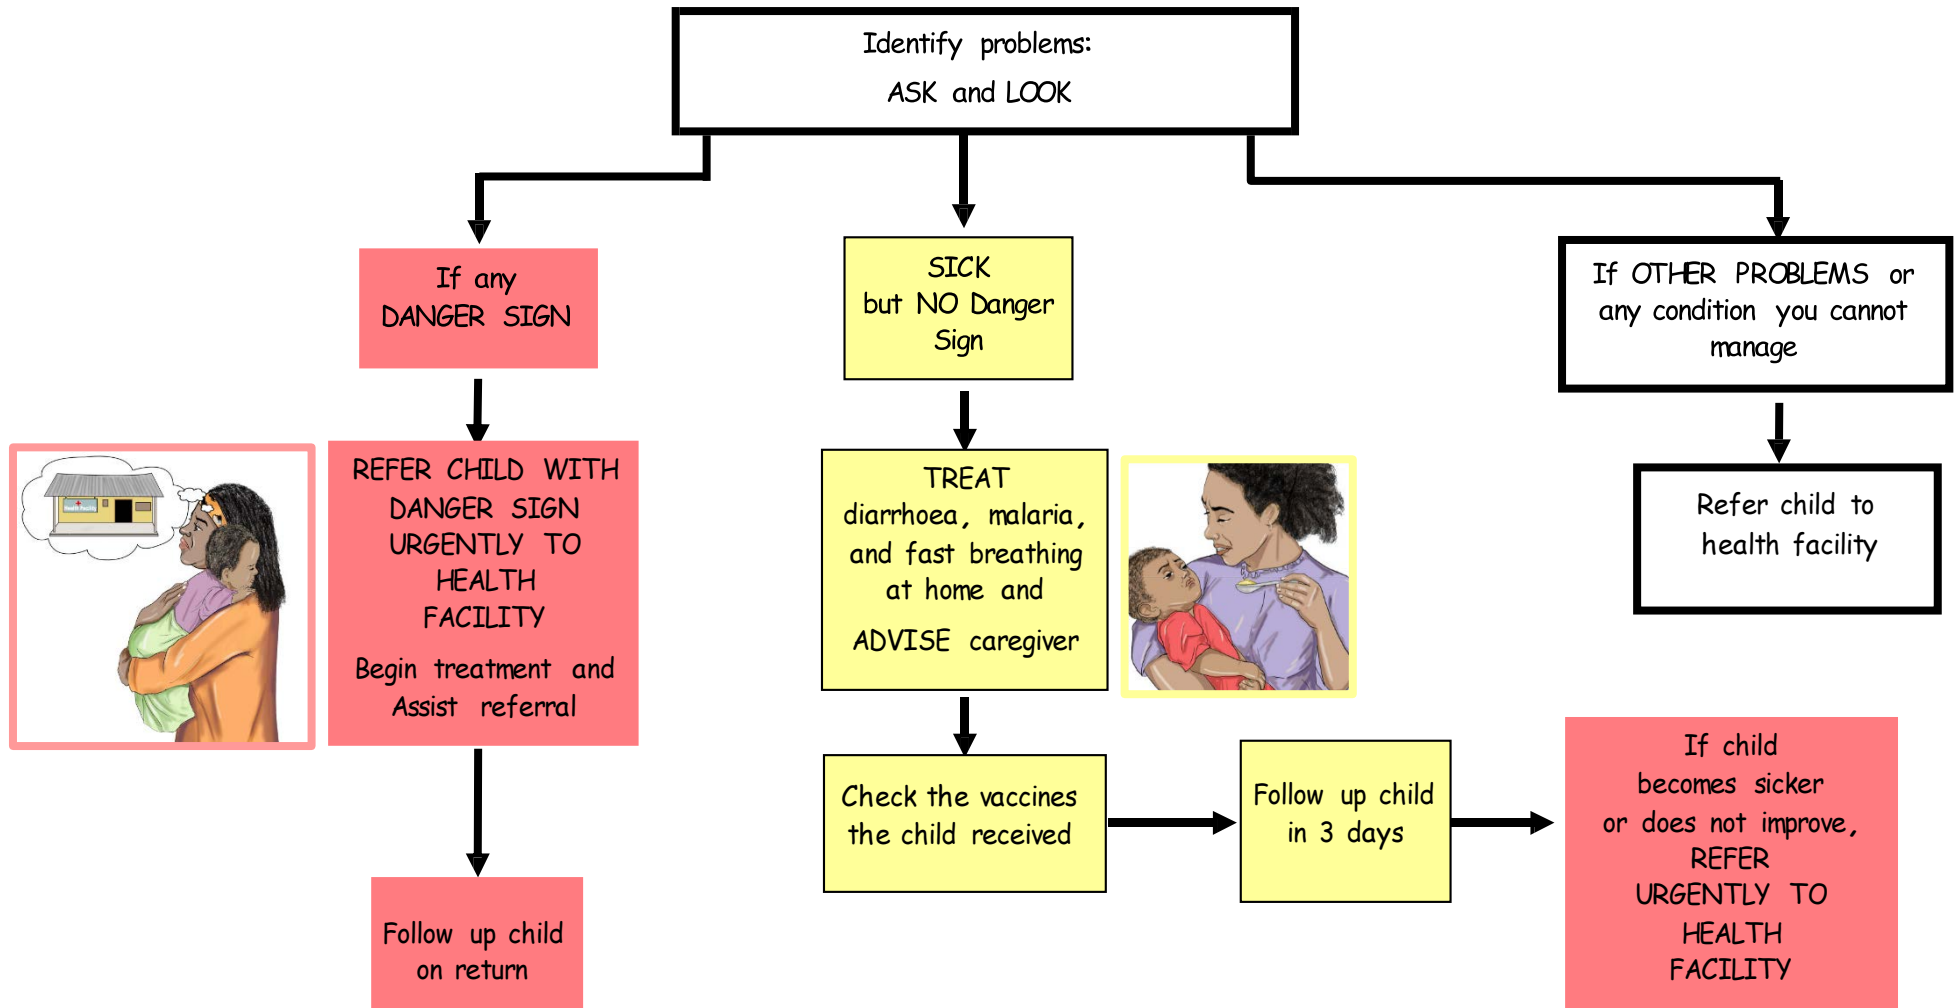 Identify problems:
ASK and LOOK
If any
DANGER SIGN
REFER CHILD WITH
DANGER SIGN
URGENTLY TO
HEALTH
FACILITY
Begin treatment and
Assist referral
Follow up child
on return
SICK
but NO Danger
Sign
TREAT
diarrhoea, malaria,
and fast breathing
at home and
ADVISE caregiver
Check the vaccines
the child received
Follow up child
in 3 days
If child
becomes sicker
or does not improve,
REFER
URGENTLY TO
HEALTH
FACILITY
If OTHER PROBLEMS or
any condition you cannot
manage
Refer child to
health facility
Health Facility